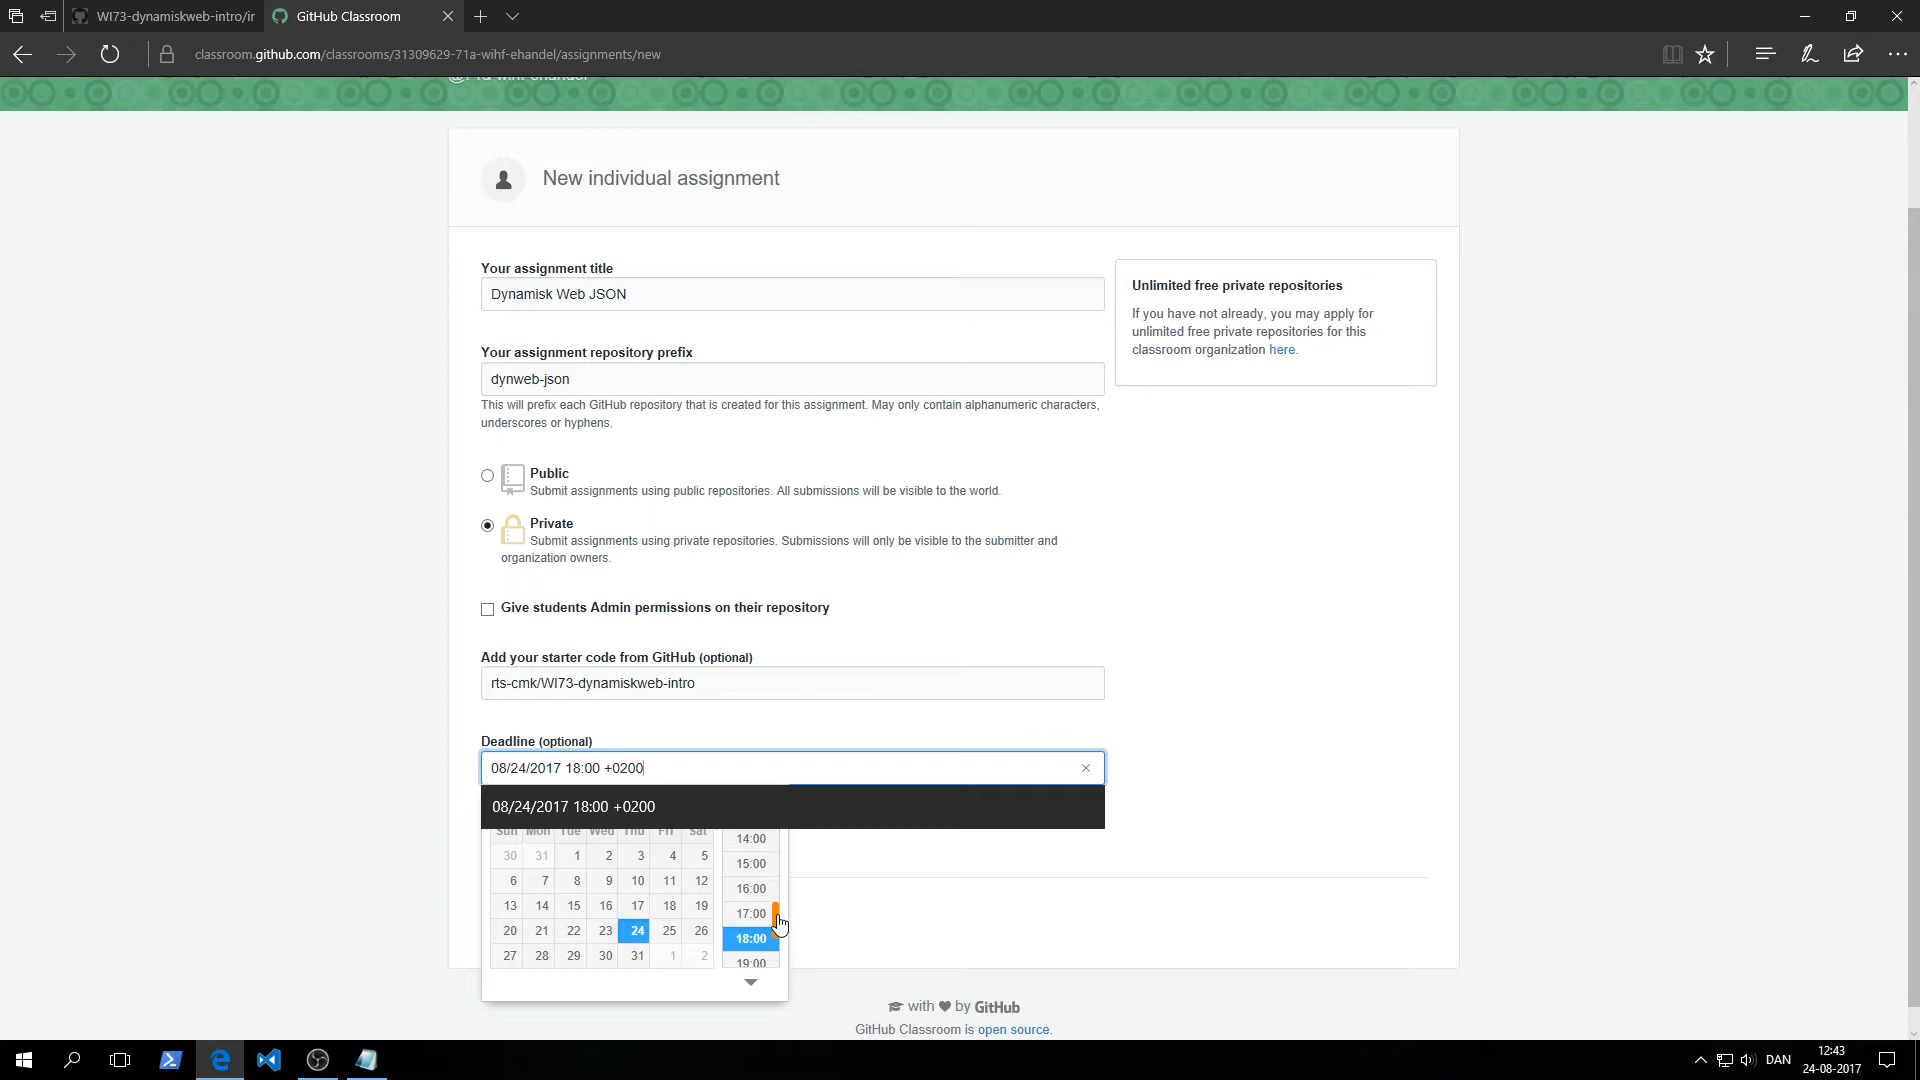 WI73-dynamiskweb-intro/ir
GitHub Classroom
classroom.github.com/classrooms/31309629-71a-wihf-ehandel/assignments/new
New individual assignment
Your assignment title
Dynamisk Web JSON
Your assignment repository prefix
dynweb-json
This will prefix each GitHub repository that is created for this assignment. May only contain alphanumeric characters,
underscores or hyphens.
Public
Submit assignments using public repositories. All submissions will be visible to the world.
Private
Submit assignments using private repositories. Submissions will only be visible to the submitter and
organization owners.
Give students Admin permissions on their repository
Add your starter code from GitHub (optional)
rts-cmk/WI73-dynamiskweb-intro
Deadline (optional)
08/24/2017 18:00 +0200
08/24/2017 18:00 +0200
Sun Mon Tue Wed Thu Fri Sat
30 31 1 2 3 4 5
6 7 8 9 10 11 12
13 14 15 16 17 18 19
20 21 22 23 24 25 26
27 28 29 30 31 1 2
14:00
15:00
16:00
17:00
18:00
19:00
Unlimited free private repositories
If you have not already, you may apply for
unlimited free private repositories for this
classroom organization here.
with by GitHub
GitHub Classroom is open source.
DAN
12:43
24-08-2017